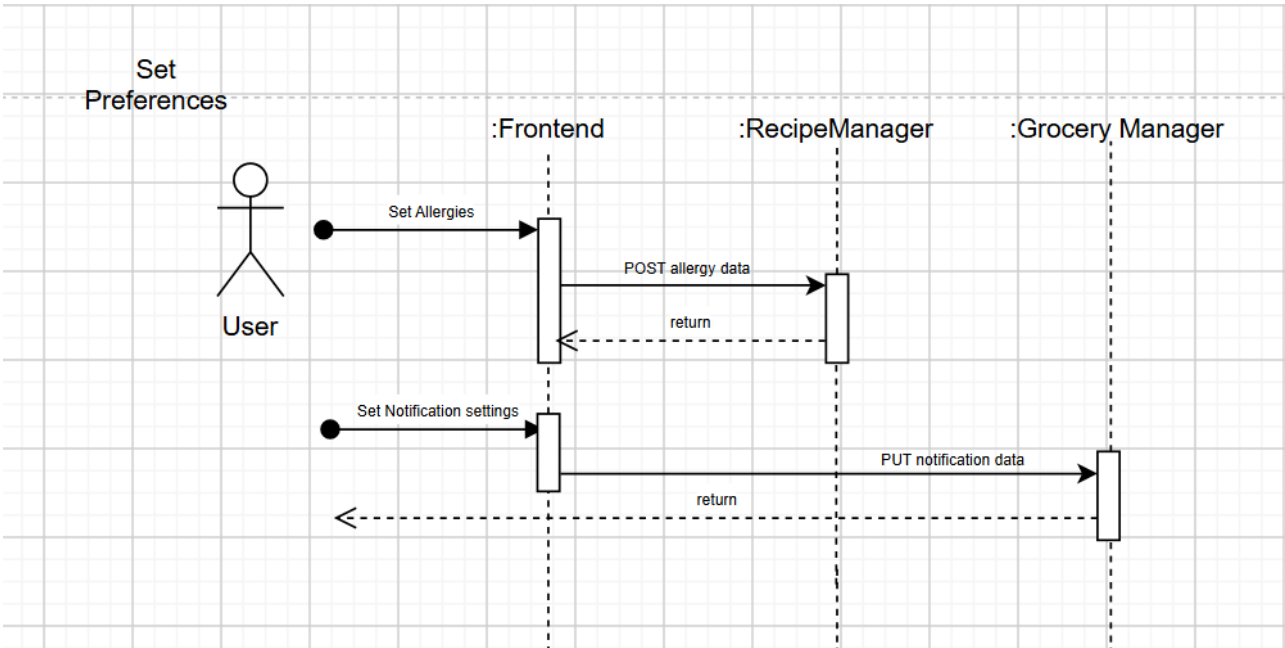 Set
Preferences
:Frontend
:RecipeManager
:Grocery Manager
Set Allergies
POST allergy data
return
User
Set Notification settings
PUT notification data
return